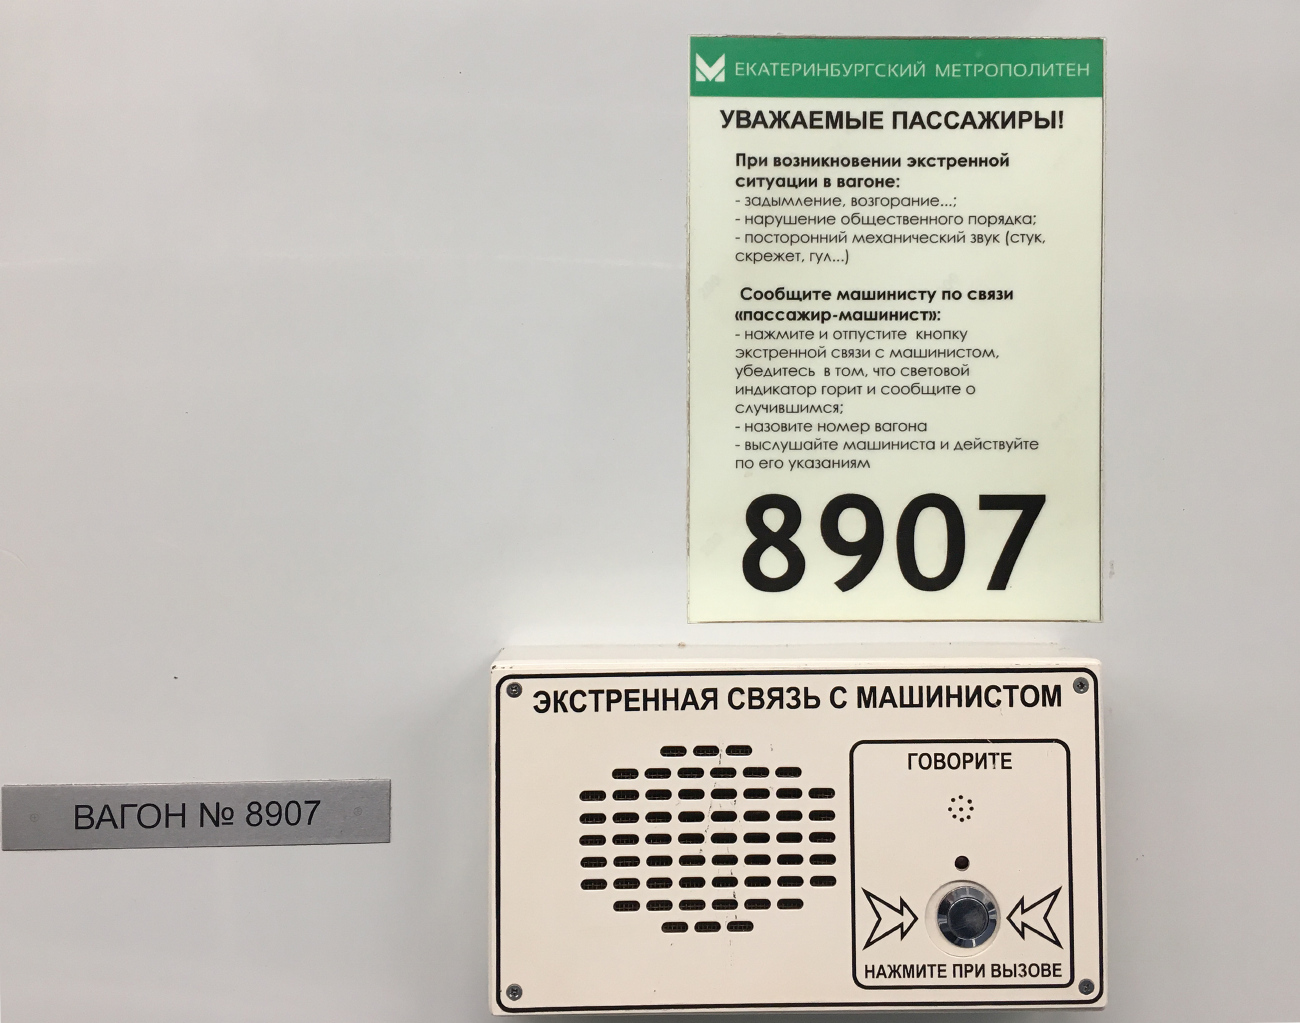 ЕКАТЕРИНБУРГСКИЙ МЕТРОПОЛИТЕН
УВАЖАЕМЫЕ ПАССАЖИРЫ!
При возникновении экстренной
ситуации в вагоне:
- задымление, возгорание...;
- нарушение общественного порядка;
- посторонний механический звук (стук,
скрежет, гул...)
Сообщите машинисту по связи
«пассажир-машинист»:
- нажмите и отпустите кнопку
экстренной связи с машинистом,
убедитесь в том, что световой
индикатор горит и сообщите о
случившимся;
- назовите номер вагона
- выслушайте машиниста и действуйте
по его указаниям
8907
ЭКСТРЕННАЯ СВЯЗЬ С МАШИНИСТОМ
ГОВОРИТЕ
НАЖМИТЕ ПРИ ВЫЗОВЕ
ВАГОН № 8907